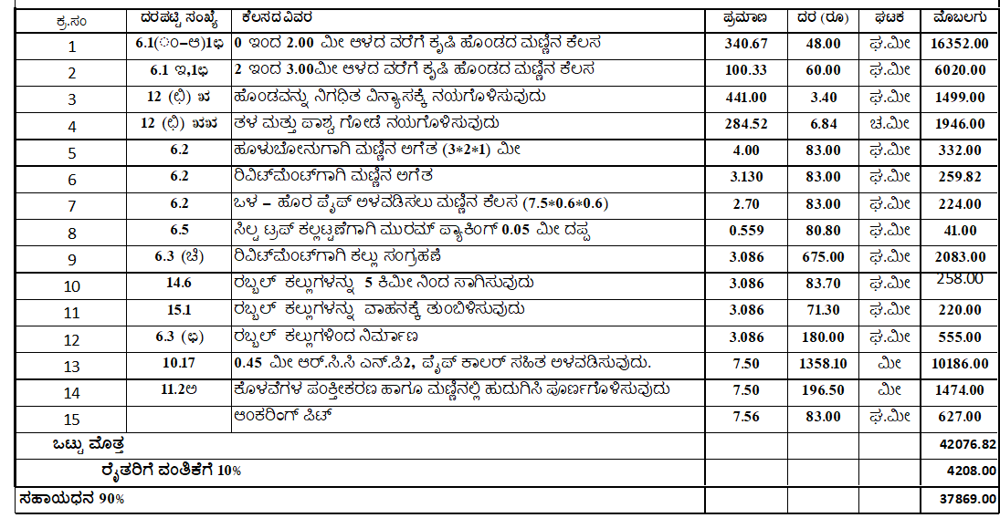 ಕ್ರ.ಸಂ ದರಪಟ್ಟಿ ಸಂಖ್ಯೆ ಕೆಲಸದ ವಿವರ ಪ್ರಮಾಣ ದರ (ರೂ) ಘಟಕ ಮೊಬಲಗು
1 6.1(ಂ-ಆ)1ಛ 0 ಇಂದ 2.00 ಮೀ ಆಳದ ವರೆಗೆ ಕೃಷಿ ಹೊಂಡದ ಮಣ್ಣಿನ ಕೆಲಸ 340.67 48.00 ಘ.ಮೀ 16352.00
2 6.1 ಇ,1ಛ 2 ಇಂದ 3.00ಮೀ ಆಳದ ವರೆಗೆ ಕೃಷಿ ಹೊಂಡದ ಮಣ್ಣಿನ ಕೆಲಸ 100.33 60.00 ಘ.ಮೀ 6020.00
3 12 (ಛಿ) ಋ ಹೊಂಡವನ್ನು ನಿಗಧಿತ ವಿನ್ಯಾಸಕ್ಕೆ ನಯಗೊಳಿಸುವುದು 441.00 3.40 ಘ.ಮೀ 1499.00
4 12 (ಛಿ) ಋಋ ತಳ ಮತ್ತು ಪಾರ್ಶ್ವ ಗೋಡೆ ನಯಗೊಳಿಸುವುದು 284.52 6.84 ಚ.ಮೀ 1946.00
5 6.2 ಹೂಳುಬೋನುಗಾಗಿ ಮಣ್ಣಿನ ಅಗೆತ (3*2*1) ಮೀ 4.00 83.00 ಘ.ಮೀ 332.00
6 6.2 ರಿವಿಟ್‌ಮೆಂಟ್‌ಗಾಗಿ ಮಣ್ಣಿನ ಅಗೆತ 3.130 83.00 ಘ.ಮೀ 259.82
7 6.2 ಒಳ – ಹೊರ ಪೈಪ್ ಅಳವಡಿಸಲು ಮಣ್ಣಿನ ಕೆಲಸ (7.5*0.6*0.6) 2.70 83.00 ಘ.ಮೀ 224.00
8 6.5 ಸಿಲ್ಟ ಟ್ರಪ್ ಕಲ್ಲಟ್ಟಣೆಗಾಗಿ ಮುರಮ್ ಪ್ಯಾಕಿಂಗ್ 0.05 ಮೀ ದಪ್ಪ 0.559 80.80 ಘ.ಮೀ 41.00
9 6.3 (ಚಿ) ರಿವಿಟ್‌ಮೆಂಟ್‌ಗಾಗಿ ಕಲ್ಲು ಸಂಗ್ರಹಣೆ 3.086 675.00 ಘ.ಮೀ 2083.00
10 14.6 ರಬ್ಬಲ್ ಕಲ್ಲುಗಳನ್ನು 5 ಕಿಮೀ ನಿಂದ ಸಾಗಿಸುವುದು 3.086 83.70 ಘ.ಮೀ 258.00
11 15.1 ರಬ್ಬಲ್ ಕಲ್ಲುಗಳನ್ನು ವಾಹನಕ್ಕೆ ತುಂಬಿಳಿಸುವುದು 3.086 71.30 ಘ.ಮೀ 220.00
12 6.3 (ಛ) ರಬ್ಬಲ್ ಕಲ್ಲುಗಳಿಂದ ನಿರ್ಮಾಣ 3.086 180.00 ಘ.ಮೀ 555.00
13 10.17 0.45 ಮೀ ಆರ್.ಸಿ.ಸಿ ಎನ್.ಪಿ2, ಪೈಪ್ ಕಾಲರ್ ಸಹಿತ ಅಳವಡಿಸುವುದು. 7.50 1358.10 ಮೀ 10186.00
14 11.2ಅ ಕೊಳವೆಗಳ ಪಂಕ್ತೀಕರಣ ಹಾಗೂ ಮಣ್ಣಿನಲ್ಲಿ ಹುದುಗಿಸಿ ಪೂರ್ಣಗೊಳಿಸುವುದು 7.50 196.50 ಮೀ 1474.00
15 ಆಂಕರಿಂಗ್ ಪಿಟ್ 7.56 83.00 ಘ.ಮೀ 627.00
ಒಟ್ಟು ಮೊತ್ತ 42076.82
ರೈತರಿಗೆ ವಂತಿಕೆಗೆ 10% 4208.00
ಸಹಾಯಧನ 90% 37869.00